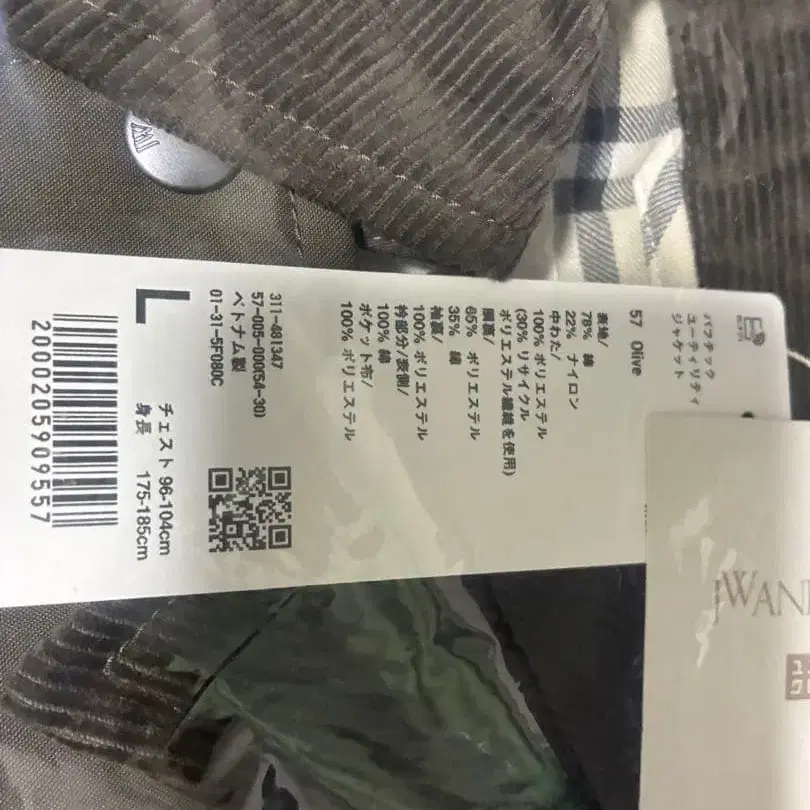 パフテック
ユーティリティ
ジャケット
57 Olive
表地/
78% 綿
22% ナイロン
中わた/
100% ポリエステル
(30% リサイクル
ポリエステル繊維を使用)
胴裏/
65% ポリエステル
35% 綿
袖裏/
100% ポリエステル
衿部分/表側/
100% 綿
ポケット布/
100% ポリエステル
311-481347
57-005-000(54-30)
ベトナム製
01-31-5F080C
L
チェスト 96-104cm
身長 175-185cm
2000205909557
JWAN